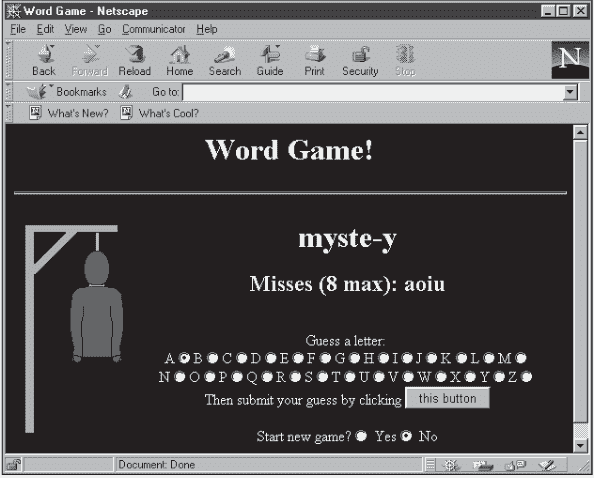 Word Game - Netscape
File Edit View Go Communicator Help
N
Back Forward Reload Home Search Guide Print Security Stop
Bookmarks Go to:
What's New? What's Cool?
Word Game!
myste-y
Misses (8 max): aoiu
Guess a letter:
A B C D E F G H I J K L M
N O P Q R S T U V W X Y Z
Then submit your guess by clicking this button
Start new game? Yes No
Document: Done